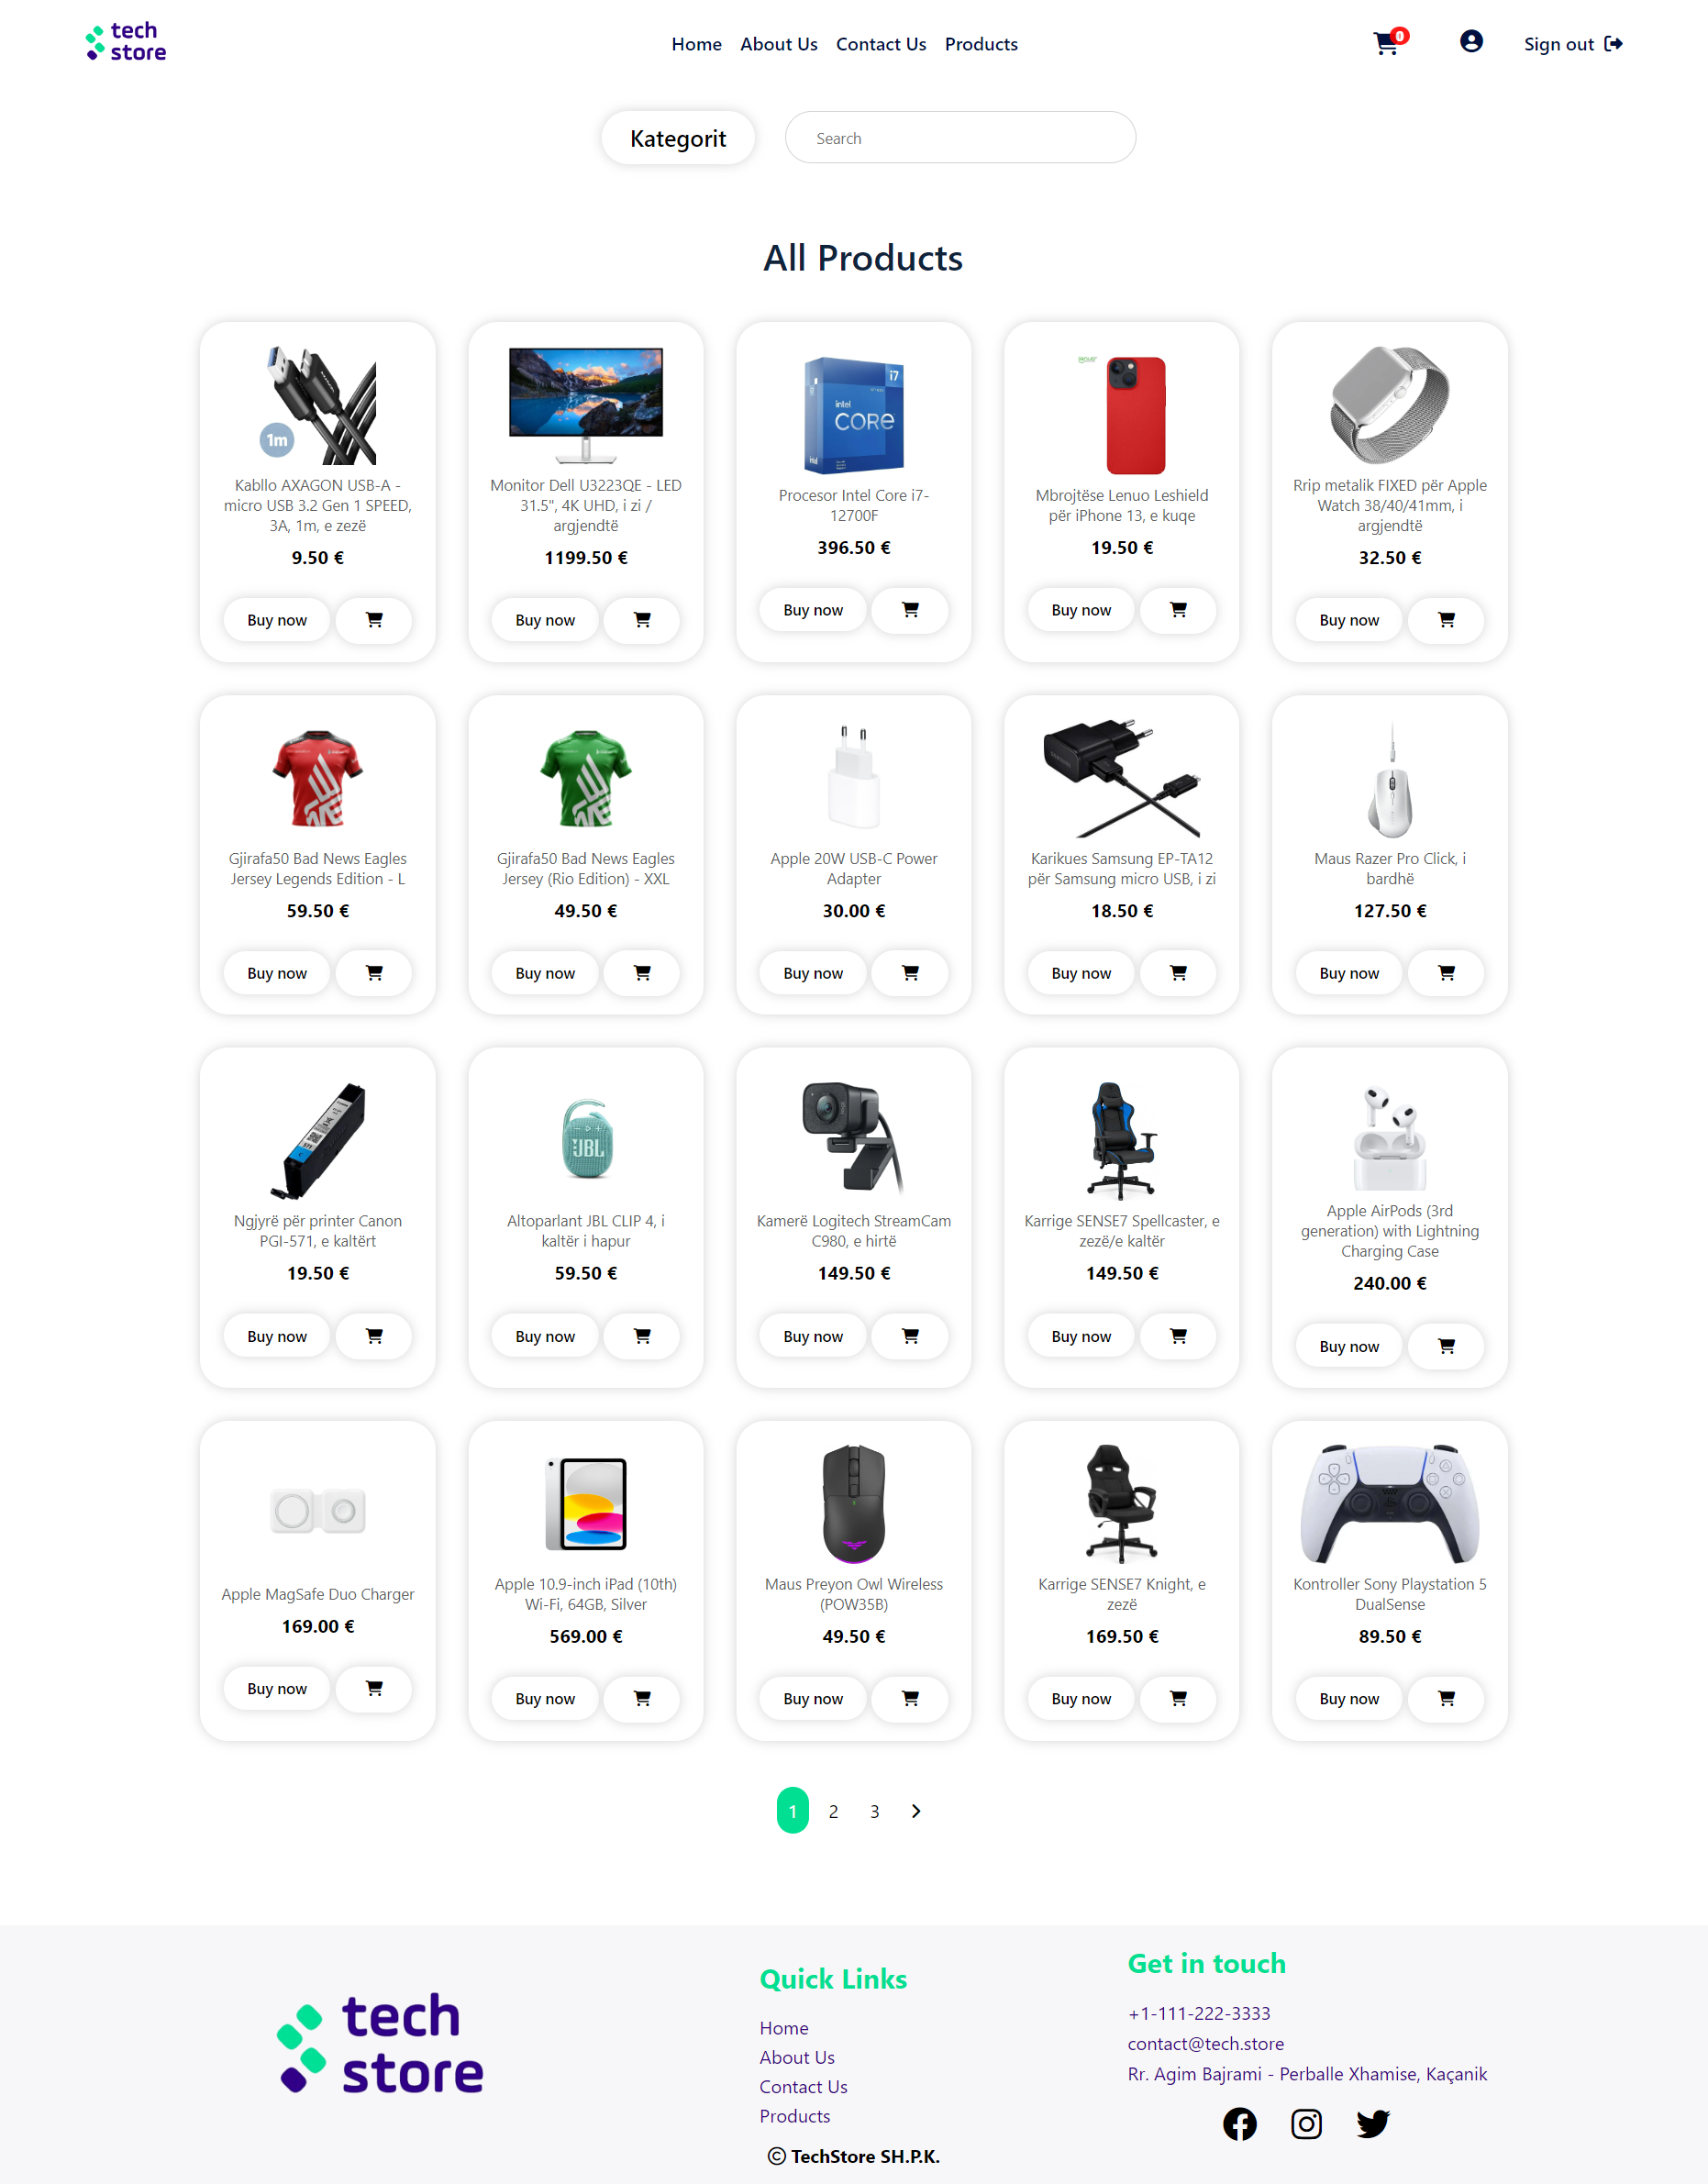 tech
store
Home About Us Contact Us Products
0
Sign out
Kategorit
Search
All Products
1m
Kabllo AXAGON USB-A -
micro USB 3.2 Gen 1 SPEED,
3A, 1m, e zezë
9.50 €
Buy now
Monitor Dell U3223QE - LED
31.5", 4K UHD, i zi /
argjendtë
1199.50 €
Buy now
i7
intel
CORE
Procesor Intel Core i7-
12700F
396.50 €
Buy now
Mbrojtëse Lenuo Leshield
për iPhone 13, e kuqe
19.50 €
Buy now
Rrip metalik FIXED për Apple
Watch 38/40/41mm, i
argjendtë
32.50 €
Buy now
Gjirafa50 Bad News Eagles
Jersey Legends Edition - L
59.50 €
Buy now
Gjirafa50 Bad News Eagles
Jersey (Rio Edition) - XXL
49.50 €
Buy now
Apple 20W USB-C Power
Adapter
30.00 €
Buy now
Karikues Samsung EP-TA12
për Samsung micro USB, i zi
18.50 €
Buy now
Maus Razer Pro Click, i
bardhë
127.50 €
Buy now
Ngjyrë për printer Canon
PGI-571, e kaltërt
19.50 €
Buy now
JBL
Altoparlant JBL CLIP 4, i
kaltër i hapur
59.50 €
Buy now
Kamerë Logitech StreamCam
C980, e hirtë
149.50 €
Buy now
Karrige SENSE7 Spellcaster, e
zezë/e kaltër
149.50 €
Buy now
Apple AirPods (3rd
generation) with Lightning
Charging Case
240.00 €
Buy now
Apple MagSafe Duo Charger
169.00 €
Buy now
Apple 10.9-inch iPad (10th)
Wi-Fi, 64GB, Silver
569.00 €
Buy now
Maus Preyon Owl Wireless
(POW35B)
49.50 €
Buy now
Karrige SENSE7 Knight, e
zezë
169.50 €
Buy now
Kontroller Sony Playstation 5
DualSense
89.50 €
Buy now
1 2 3
tech
store
Quick Links
Home
About Us
Contact Us
Products
Get in touch
+1-111-222-3333
contact@tech.store
Rr. Agim Bajrami - Perballe Xhamise, Kaçanik
© TechStore SH.P.K.